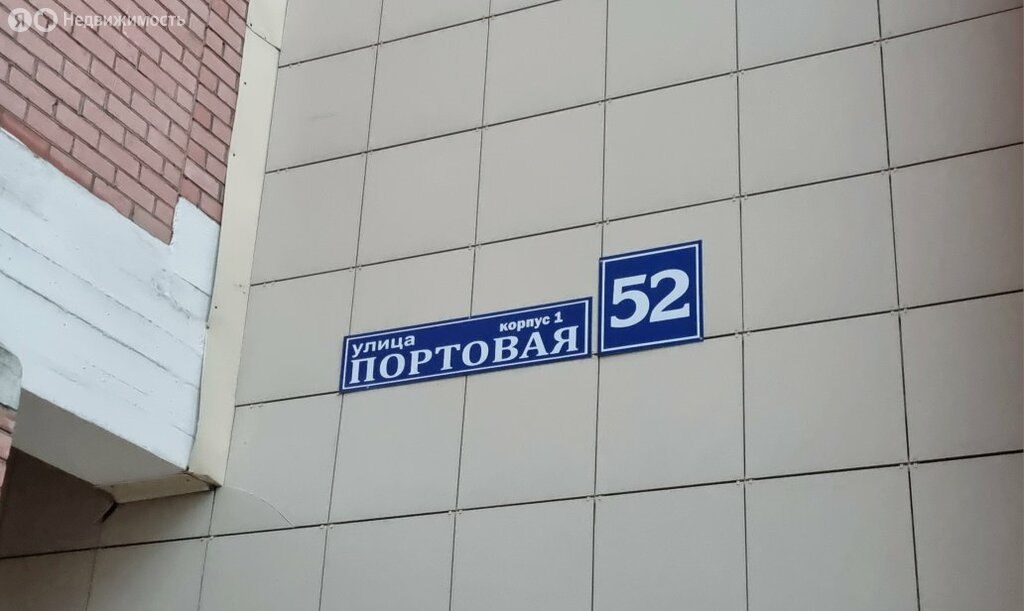 Я Недвижимость
улица
корпус 1
ПОРТОВАЯ
52